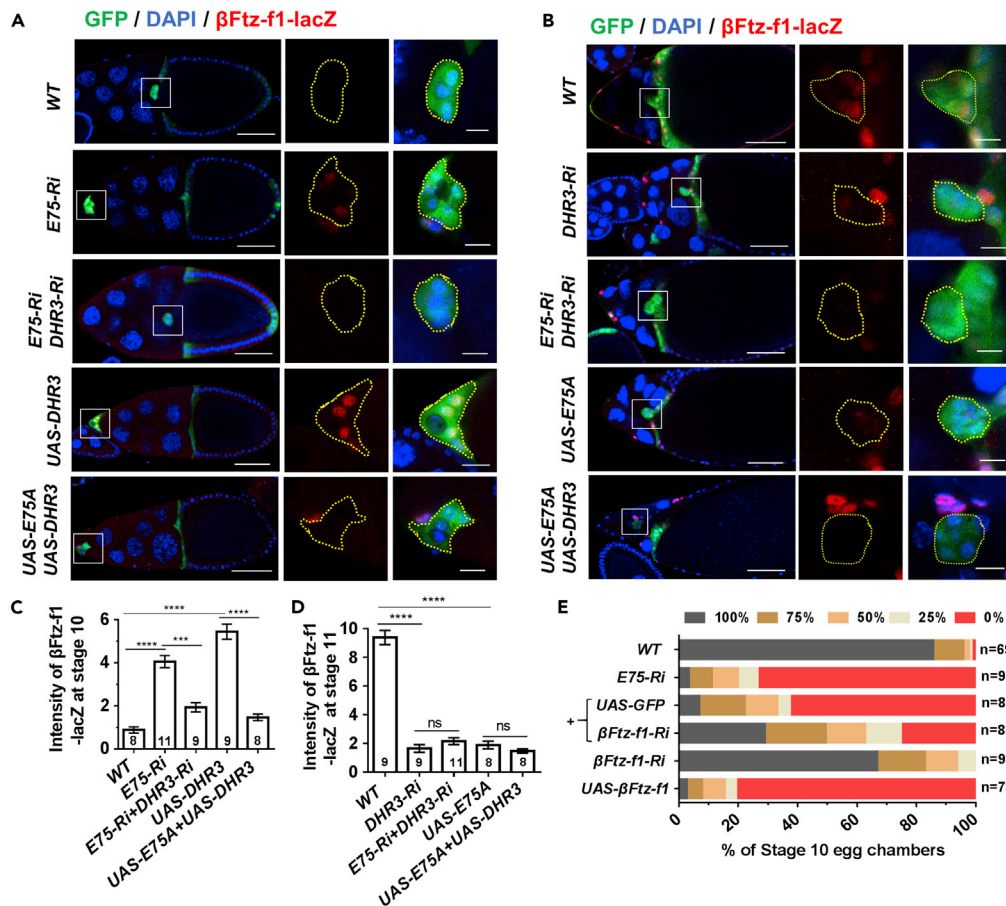 A
GFP / DAPI / βFtz-f1-lacZ
WT
E75-Ri
E75-Ri
DHR3-Ri
UAS-DHR3
UAS-E75A
UAS-DHR3
B
GFP / DAPI / βFtz-f1-lacZ
WT
DHR3-Ri
E75-Ri
DHR3-Ri
UAS-E75A
UAS-E75A
UAS-DHR3
C
Intensity of βFtz-f1
-lacZ at stage 10
6
4
2
0
****
****
****
***
8
11
9
9
8
WT
E75-Ri
E75-Ri+DHR3-Ri
UAS-DHR3
UAS-E75A+UAS-DHR3
D
Intensity of βFtz-f1
-lacZ at stage 11
14
12
10
8
6
4
2
0
****
****
ns
ns
9
9
11
8
8
WT
DHR3-Ri
E75-Ri+DHR3-Ri
UAS-E75A
UAS-E75A+UAS-DHR3
E
100% 75% 50% 25% 0%
WT
E75-Ri
+
UAS-GFP
βFtz-f1-Ri
βFtz-f1-Ri
UAS-βFtz-f1
0 20 40 60 80 100
% of Stage 10 egg chambers